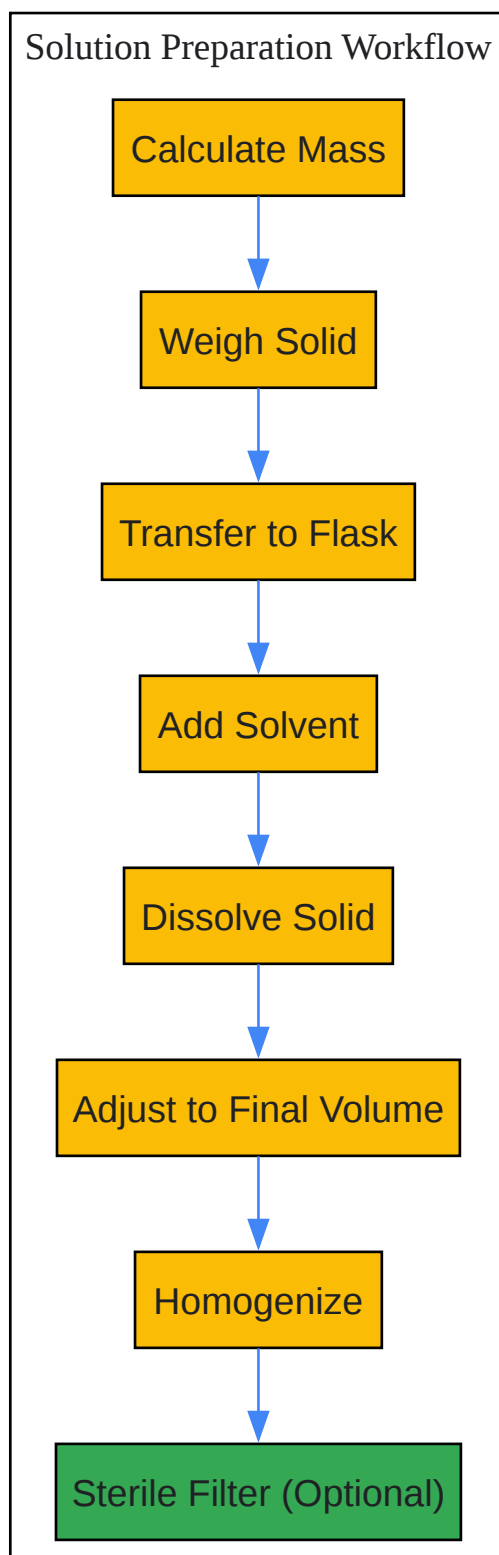 Solution Preparation Workflow
Calculate Mass
Weigh Solid
Transfer to Flask
Add Solvent
Dissolve Solid
Adjust to Final Volume
Homogenize
Sterile Filter (Optional)